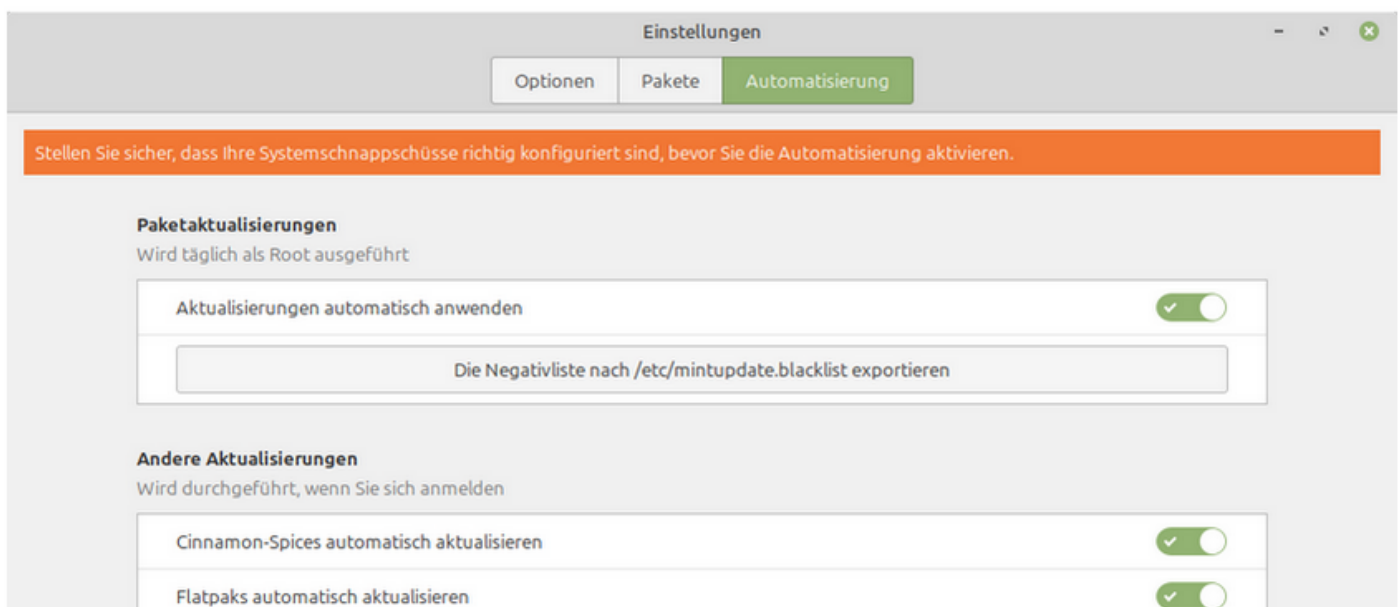 Einstellungen
Optionen
Pakete
Automatisierung
Stellen Sie sicher, dass Ihre Systemschnappschüsse richtig konfiguriert sind, bevor Sie die Automatisierung aktivieren.
Paketaktualisierungen
Wird täglich als Root ausgeführt
Aktualisierungen automatisch anwenden
Die Negativliste nach /etc/mintupdate.blacklist exportieren
Andere Aktualisierungen
Wird durchgeführt, wenn Sie sich anmelden
Cinnamon-Spices automatisch aktualisieren
Flatpaks automatisch aktualisieren